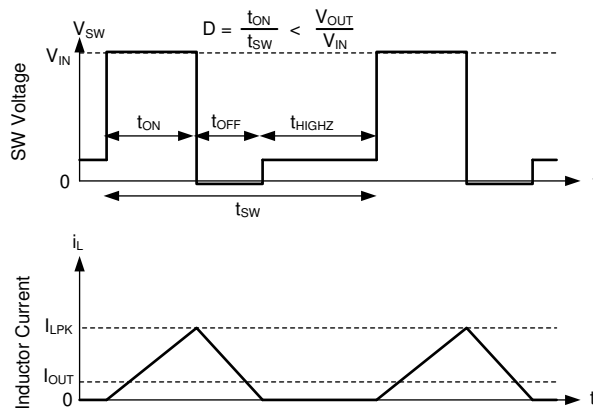 V_SW
D = t_ON / t_SW < V_OUT / V_IN
V_IN
SW Voltage
t_ON
t_OFF
t_HIGHZ
0
t_SW
i_L
Inductor Current
I_LPK
I_OUT
0
t